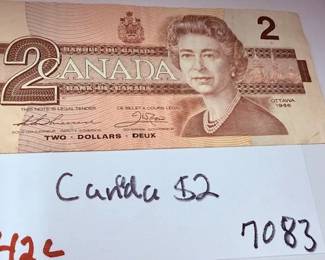 BANQUE DU CANADA
2
2
CANADA
BANK OF CANADA
THIS NOTE IS LEGAL TENDER
CE BILLET A COURS LÉGAL
OTTAWA
1986
TWO · DOLLARS · DEUX
Canada $2
7083
42c